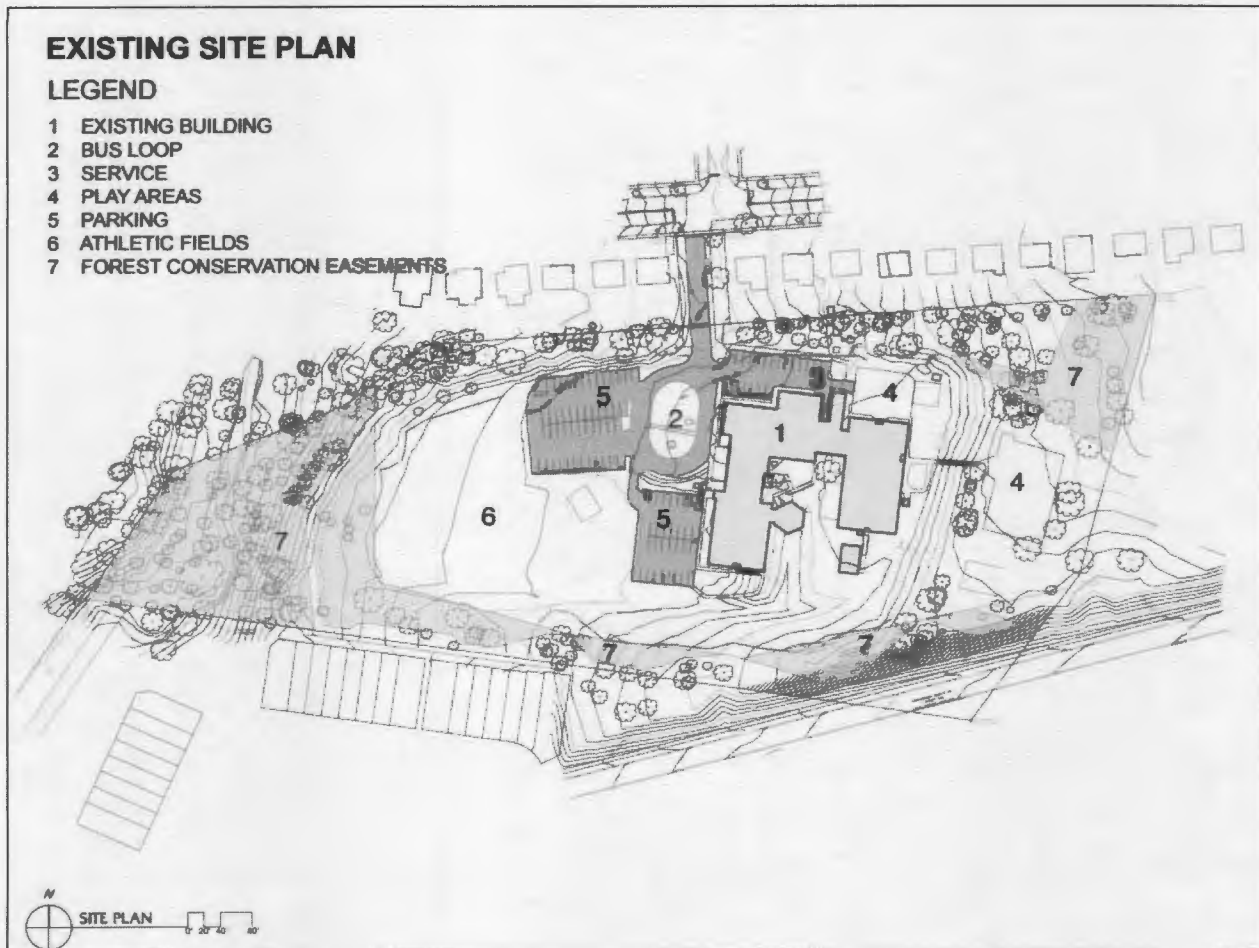 EXISTING SITE PLAN
LEGEND
1 EXISTING BUILDING
2 BUS LOOP
3 SERVICE
4 PLAY AREAS
5 PARKING
6 ATHLETIC FIELDS
7 FOREST CONSERVATION EASEMENTS
3
7
5
4
2
1
4
6
5
7
7
7
N
SITE PLAN
0' 20' 40' 80'